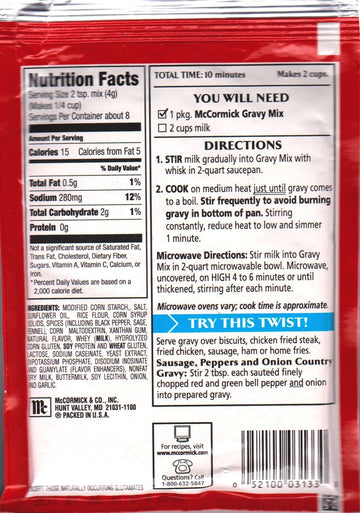 Nutrition Facts
Serving Size 2 tsp. mix (4g)
(Makes 1/4 cup)
Servings Per Container about 8
Amount Per Serving
Calories 15 Calories from Fat 5
% Daily Value*
Total Fat 0.5g 1%
Sodium 280mg 12%
Total Carbohydrate 2g 1%
Protein 0g
Not a significant source of Saturated Fat,
Trans Fat, Cholesterol, Dietary Fiber,
Sugars, Vitamin A, Vitamin C, Calcium, or
Iron.
*Percent Daily Values are based on a
2,000 calorie diet.
INGREDIENTS: MODIFIED CORN STARCH, SALT,
SUNFLOWER OIL, RICE FLOUR, CORN SYRUP
SOLIDS, SPICES (INCLUDING BLACK PEPPER, SAGE,
FENNEL), CORN MALTODEXTRIN, XANTHAN GUM,
NATURAL FLAVOR, WHEY (MILK), HYDROLYZED
CORN GLUTEN, SOY PROTEIN AND WHEAT GLUTEN,
LACTOSE, SODIUM CASEINATE, YEAST EXTRACT,
DIPOTASSIUM PHOSPHATE, DISODIUM INOSINATE
AND GUANYLATE (FLAVOR ENHANCERS), NONFAT
DRY MILK, BUTTERMILK, SOY LECITHIN, ONION,
AND GARLIC.
Mc
McCORMICK & CO., INC.
HUNT VALLEY, MD 21031-1100
® PACKED IN U.S.A.
EXCEPT THOSE NATURALLY OCCURRING GLUTAMATES
TOTAL TIME: 10 minutes Makes 2 cups.
YOU WILL NEED
1 pkg. McCormick Gravy Mix
2 cups milk
DIRECTIONS
1. STIR milk gradually into Gravy Mix with
whisk in 2-quart saucepan.
2. COOK on medium heat just until gravy comes
to a boil. Stir frequently to avoid burning
gravy in bottom of pan. Stirring
constantly, reduce heat to low and simmer
1 minute.
Microwave Directions: Stir milk into Gravy
Mix in 2-quart microwavable bowl. Microwave,
uncovered, on HIGH 4 to 6 minutes or until
thickened, stirring after each minute.
Microwave ovens vary; cook time is approximate.
TRY THIS TWIST!
Serve gravy over biscuits, chicken fried steak,
fried chicken, sausage, ham or home fries.
Sausage, Peppers and Onion Country
Gravy: Stir 2 tbsp. each sauteéd finely
chopped red and green bell pepper and onion
into prepared gravy.
For recipes, visit
www.mccormick.com
Questions? Call
1-800-632-5847
0 52100 03133